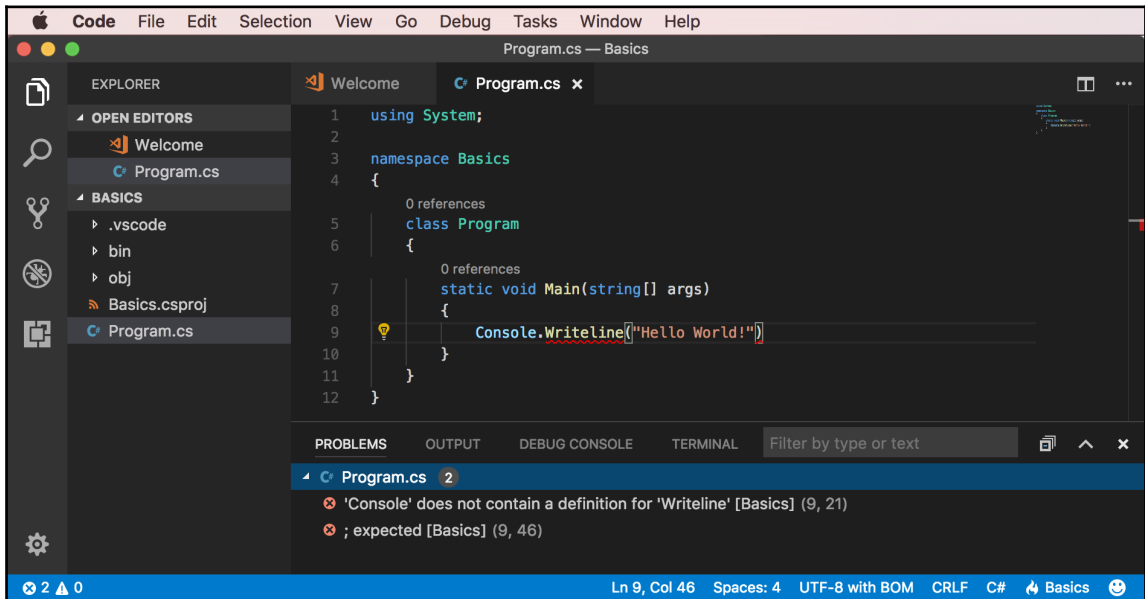 Code File Edit Selection View Go Debug Tasks Window Help
Program.cs — Basics
EXPLORER
OPEN EDITORS
Welcome
Program.cs
BASICS
.vscode
bin
obj
Basics.csproj
Program.cs
Welcome Program.cs
1 using System;
2
3 namespace Basics
4 {
0 references
5 class Program
6 {
0 references
7 static void Main(string[] args)
8 {
9 Console.Writeline("Hello World!")
10 }
11 }
12 }
PROBLEMS OUTPUT DEBUG CONSOLE TERMINAL Filter by type or text
Program.cs 2
'Console' does not contain a definition for 'Writeline' [Basics] (9, 21)
; expected [Basics] (9, 46)
2 0 Ln 9, Col 46 Spaces: 4 UTF-8 with BOM CRLF C# Basics